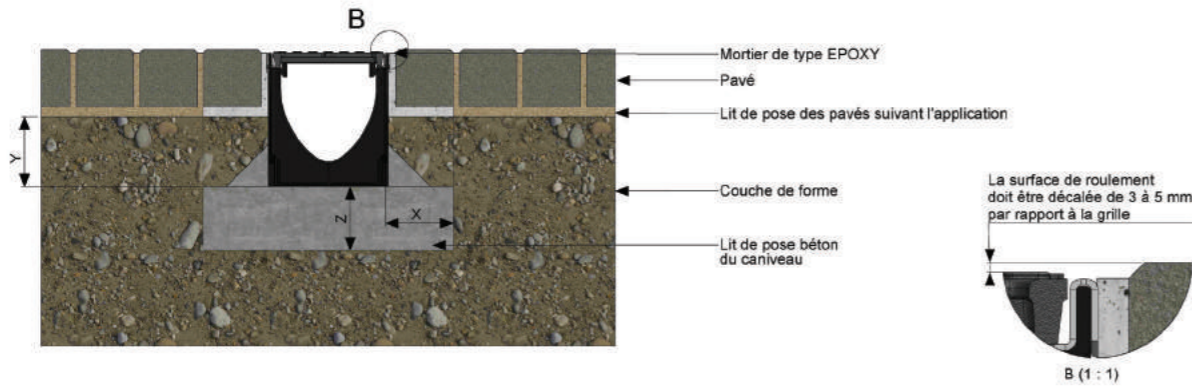 B
Mortier de type EPOXY
Pavé
Lit de pose des pavés suivant l'application
Y
Couche de forme
Z
X
Lit de pose béton
du caniveau
La surface de roulement
doit être décalée de 3 à 5 mm
par rapport à la grille
B (1 : 1)